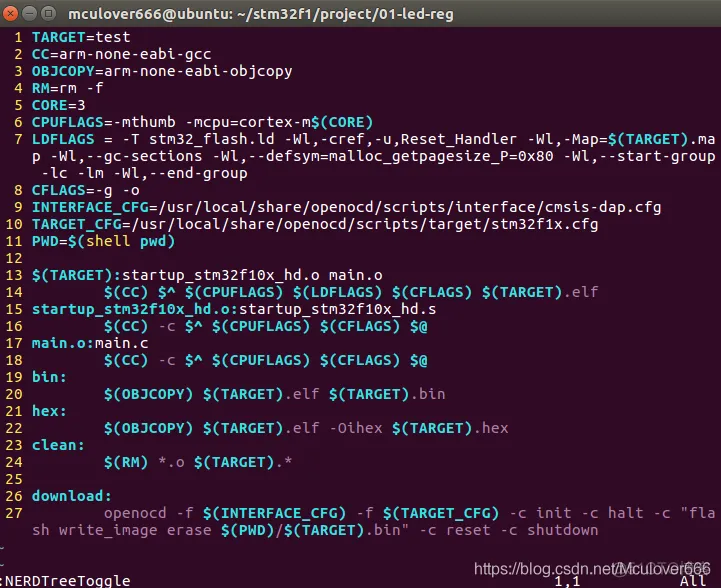 mculover666@ubuntu: ~/stm32f1/project/01-led-reg
1 TARGET=test
2 CC=arm-none-eabi-gcc
3 OBJCOPY=arm-none-eabi-objcopy
4 RM=rm -f
5 CORE=3
6 CPUFLAGS=-mthumb -mcpu=cortex-m$(CORE)
7 LDFLAGS = -T stm32_flash.ld -Wl,-cref,-u,Reset_Handler -Wl,-Map=$(TARGET).ma
p -Wl,--gc-sections -Wl,--defsym=malloc_getpagesize_P=0x80 -Wl,--start-group
-lc -lm -Wl,--end-group
8 CFLAGS=-g -o
9 INTERFACE_CFG=/usr/local/share/openocd/scripts/interface/cmsis-dap.cfg
10 TARGET_CFG=/usr/local/share/openocd/scripts/target/stm32f1x.cfg
11 PWD=$(shell pwd)
12
13 $(TARGET):startup_stm32f10x_hd.o main.o
14 $(CC) $^ $(CPUFLAGS) $(LDFLAGS) $(CFLAGS) $(TARGET).elf
15 startup_stm32f10x_hd.o:startup_stm32f10x_hd.s
16 $(CC) -c $^ $(CPUFLAGS) $(CFLAGS) $@
17 main.o:main.c
18 $(CC) -c $^ $(CPUFLAGS) $(CFLAGS) $@
19 bin:
20 $(OBJCOPY) $(TARGET).elf $(TARGET).bin
21 hex:
22 $(OBJCOPY) $(TARGET).elf -Oihex $(TARGET).hex
23 clean:
24 $(RM) *.o $(TARGET).*
25
26 download:
27 openocd -f $(INTERFACE_CFG) -f $(TARGET_CFG) -c init -c halt -c "fla
sh write_image erase $(PWD)/$(TARGET).bin" -c reset -c shutdown
~
~
:NERDTreeToggle 1,1 All
https://blog.csdn.net/Mculover666